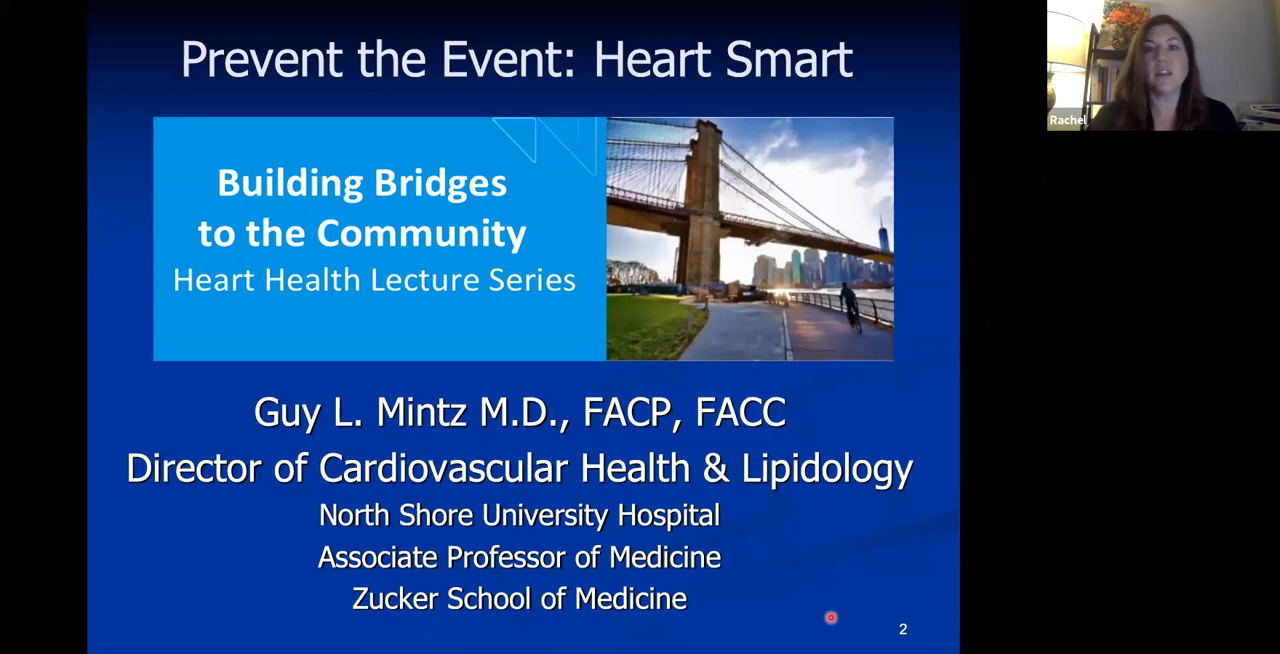 Prevent the Event: Heart Smart
Building Bridges
to the Community
Heart Health Lecture Series
Guy L. Mintz M.D., FACP, FACC
Director of Cardiovascular Health & Lipidology
North Shore University Hospital
Associate Professor of Medicine
Zucker School of Medicine
2
Rachel